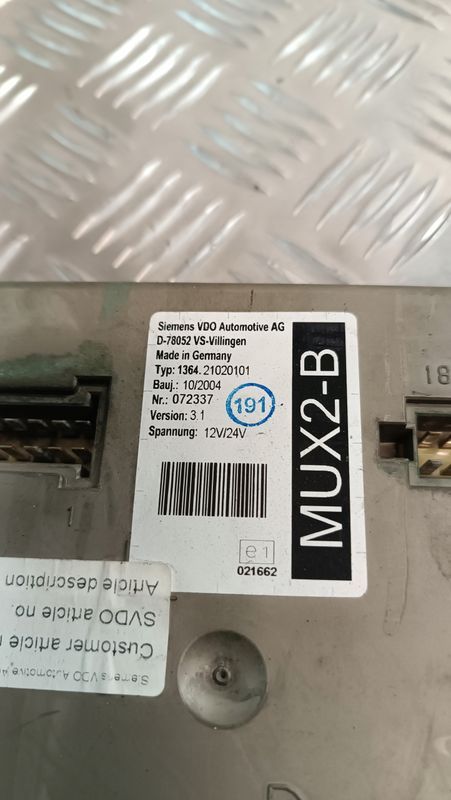 Siemens VDO Automotive AG
D-78052 VS-Villingen
Made in Germany
Typ: 1364.21020101
Bauj.: 10/2004
Nr.: 072337
191
Version: 3.1
Spannung: 12V/24V
MUX2-B
e1
021662
18
1
Siemens VDO Automotive
Customer article
SVDO article no.
Article description